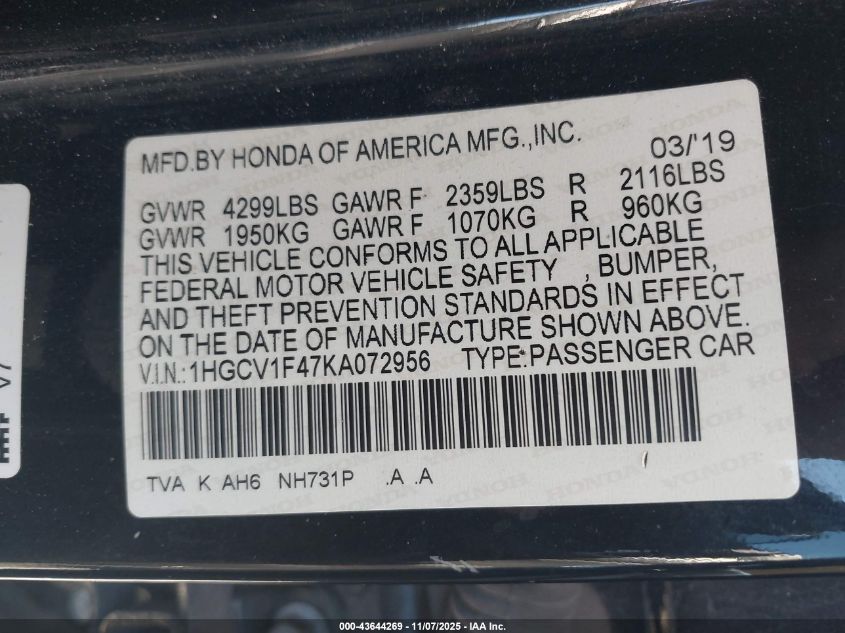 MFD.BY HONDA OF AMERICA MFG.,INC. 03/'19
GVWR 4299LBS GAWR F 2359LBS R 2116LBS
GVWR 1950KG GAWR F 1070KG R 960KG
THIS VEHICLE CONFORMS TO ALL APPLICABLE
FEDERAL MOTOR VEHICLE SAFETY , BUMPER,
AND THEFT PREVENTION STANDARDS IN EFFECT
ON THE DATE OF MANUFACTURE SHOWN ABOVE.
V.I.N.:1HGCV1F47KA072956 TYPE:PASSENGER CAR
TVA K AH6 NH731P .A .A
000-43644269 - 11/07/2025 - IAA Inc.